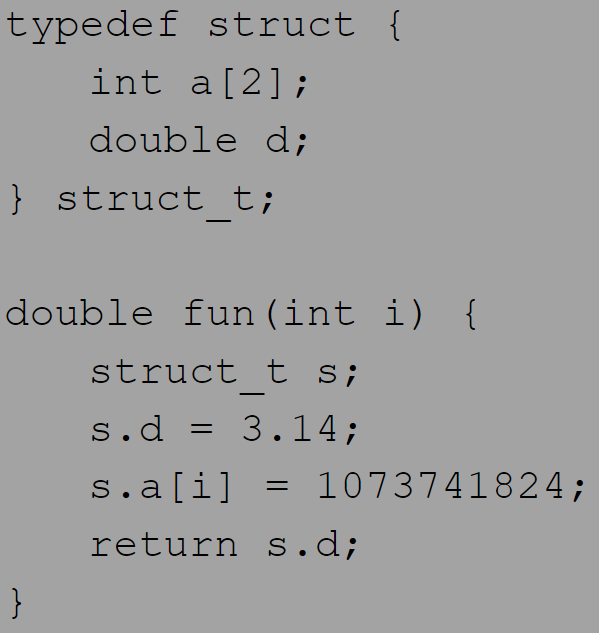 typedef struct {
    int a[2];
    double d;
} struct_t;

double fun(int i) {
    struct_t s;
    s.d = 3.14;
    s.a[i] = 1073741824;
    return s.d;
}